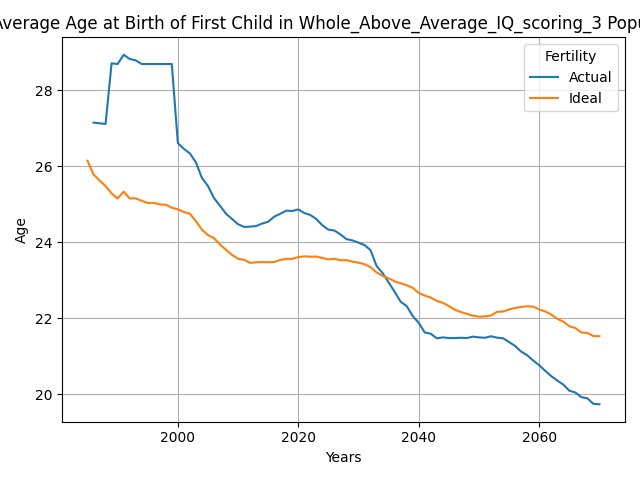 Average Age at Birth of First Child in Whole_Above_Average_IQ_scoring_3
Fertility
Actual
Ideal
28
26
24
22
20
Age
2000 2020 2040 2060
Years